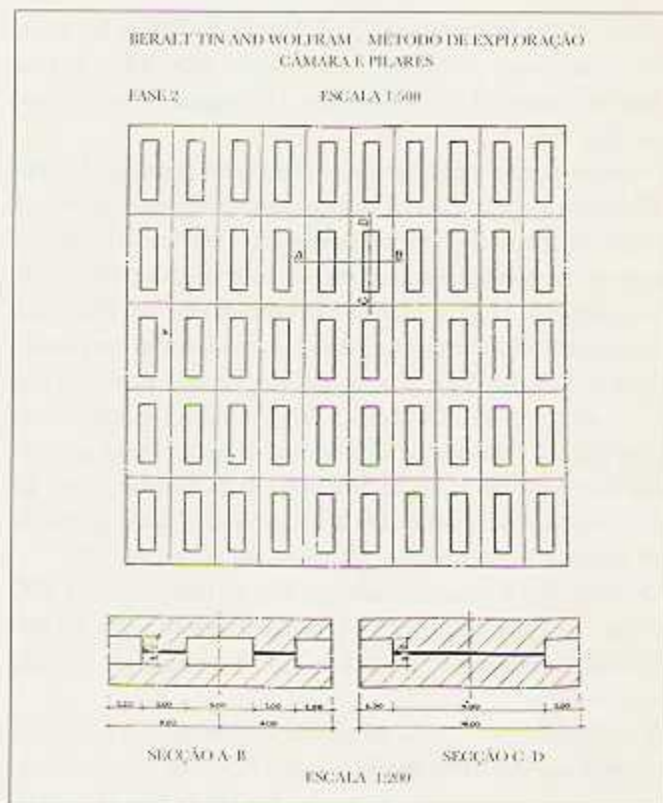 BERALT TIN AND WOLFRAM - MÉTODO DE EXPLORAÇÃO
CÂMARA E PILARES
FASE 2 ESCALA 1:500
D
A B
C
SECÇÃO A-B SECÇÃO C-D
ESCALA 1:200